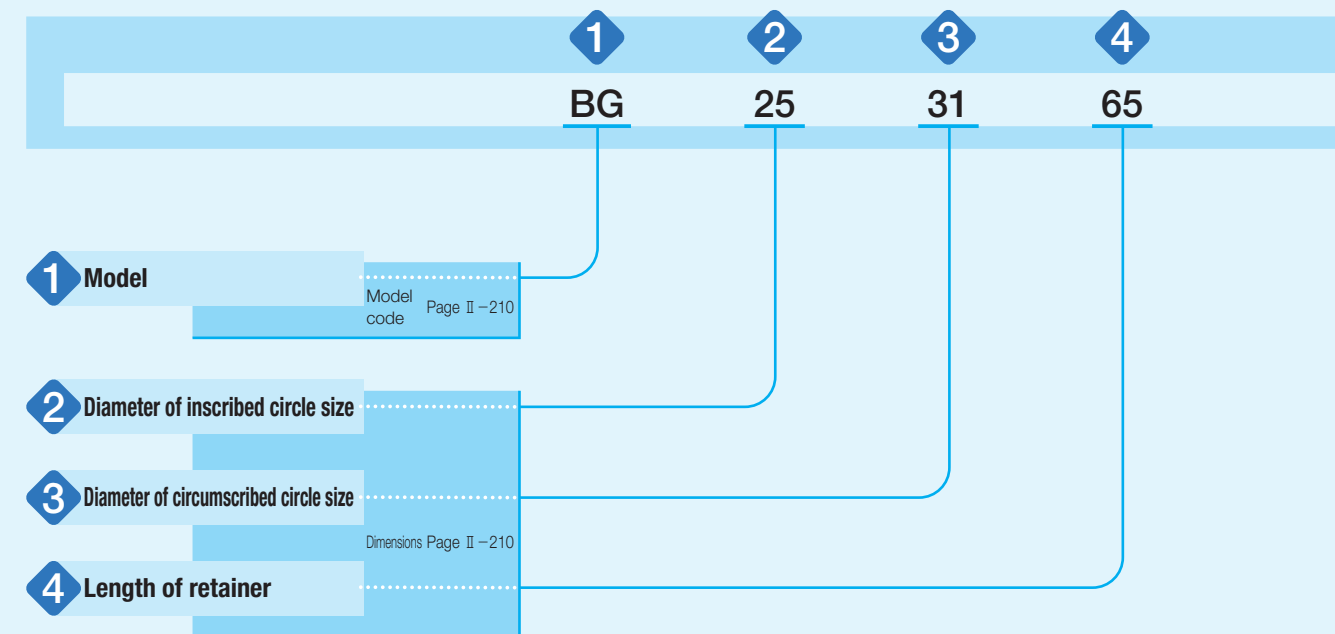 1 2 3 4
BG 25 31 65
1 Model
Model
code Page Ⅱ－210
2 Diameter of inscribed circle size
3 Diameter of circumscribed circle size
Dimensions Page Ⅱ－210
4 Length of retainer